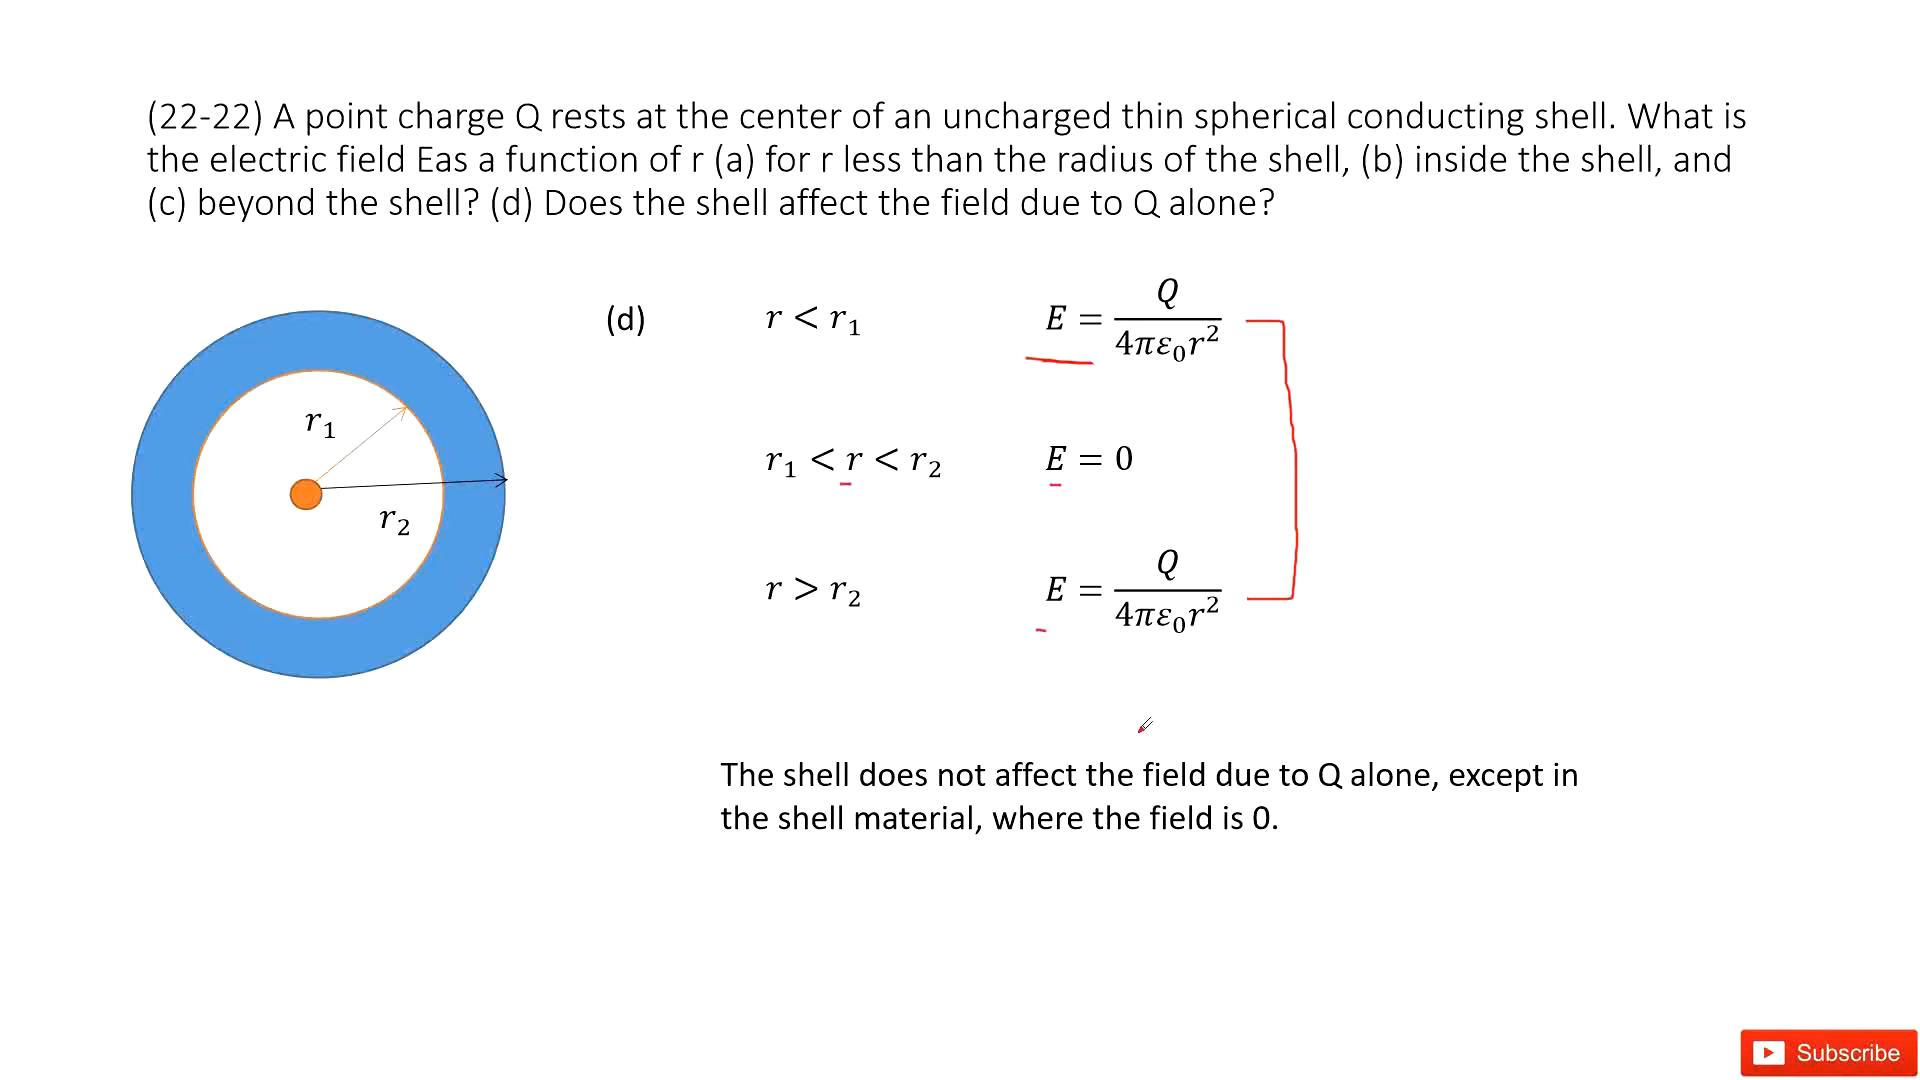 (22-22) A point charge Q rests at the center of an uncharged thin spherical conducting shell. What is
the electric field Eas a function of r (a) for r less than the radius of the shell, (b) inside the shell, and
(c) beyond the shell? (d) Does the shell affect the field due to Q alone?
(d) r < r₁ E = Q / 4πε₀r²
r₁
r₁ < r < r₂ E = 0
r₂
r > r₂ E = Q / 4πε₀r²
The shell does not affect the field due to Q alone, except in
the shell material, where the field is 0.
Subscribe